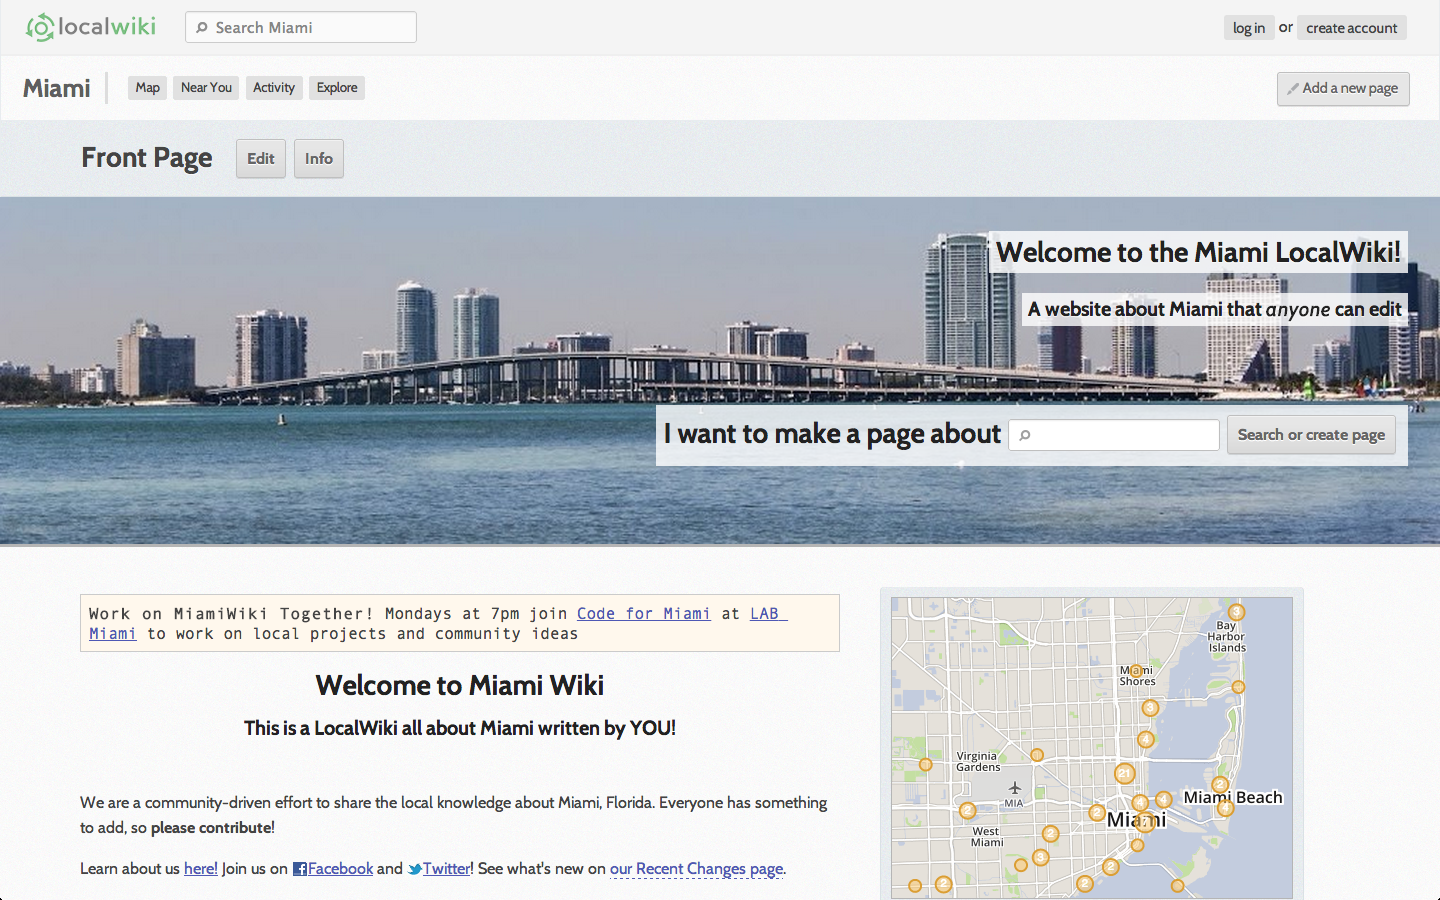 localwiki
Search Miami
log in or create account
Miami
Map
Near You
Activity
Explore
Add a new page
Front Page
Edit
Info
Welcome to the Miami LocalWiki!
A website about Miami that anyone can edit
I want to make a page about
Search or create page
Work on MiamiWiki Together! Mondays at 7pm join Code for Miami at LAB
Miami to work on local projects and community ideas
Welcome to Miami Wiki
This is a LocalWiki all about Miami written by YOU!
We are a community-driven effort to share the local knowledge about Miami, Florida. Everyone has something
to add, so please contribute!
Learn about us here! Join us on Facebook and Twitter! See what's new on our Recent Changes page.
3
Bay
Harbor
Islands
Miami
Shores
3
4
Virginia
Gardens
21
MIA
2
2
4
4
2
Miami Beach
4
Miami
West
Miami
2
3
2
2
2